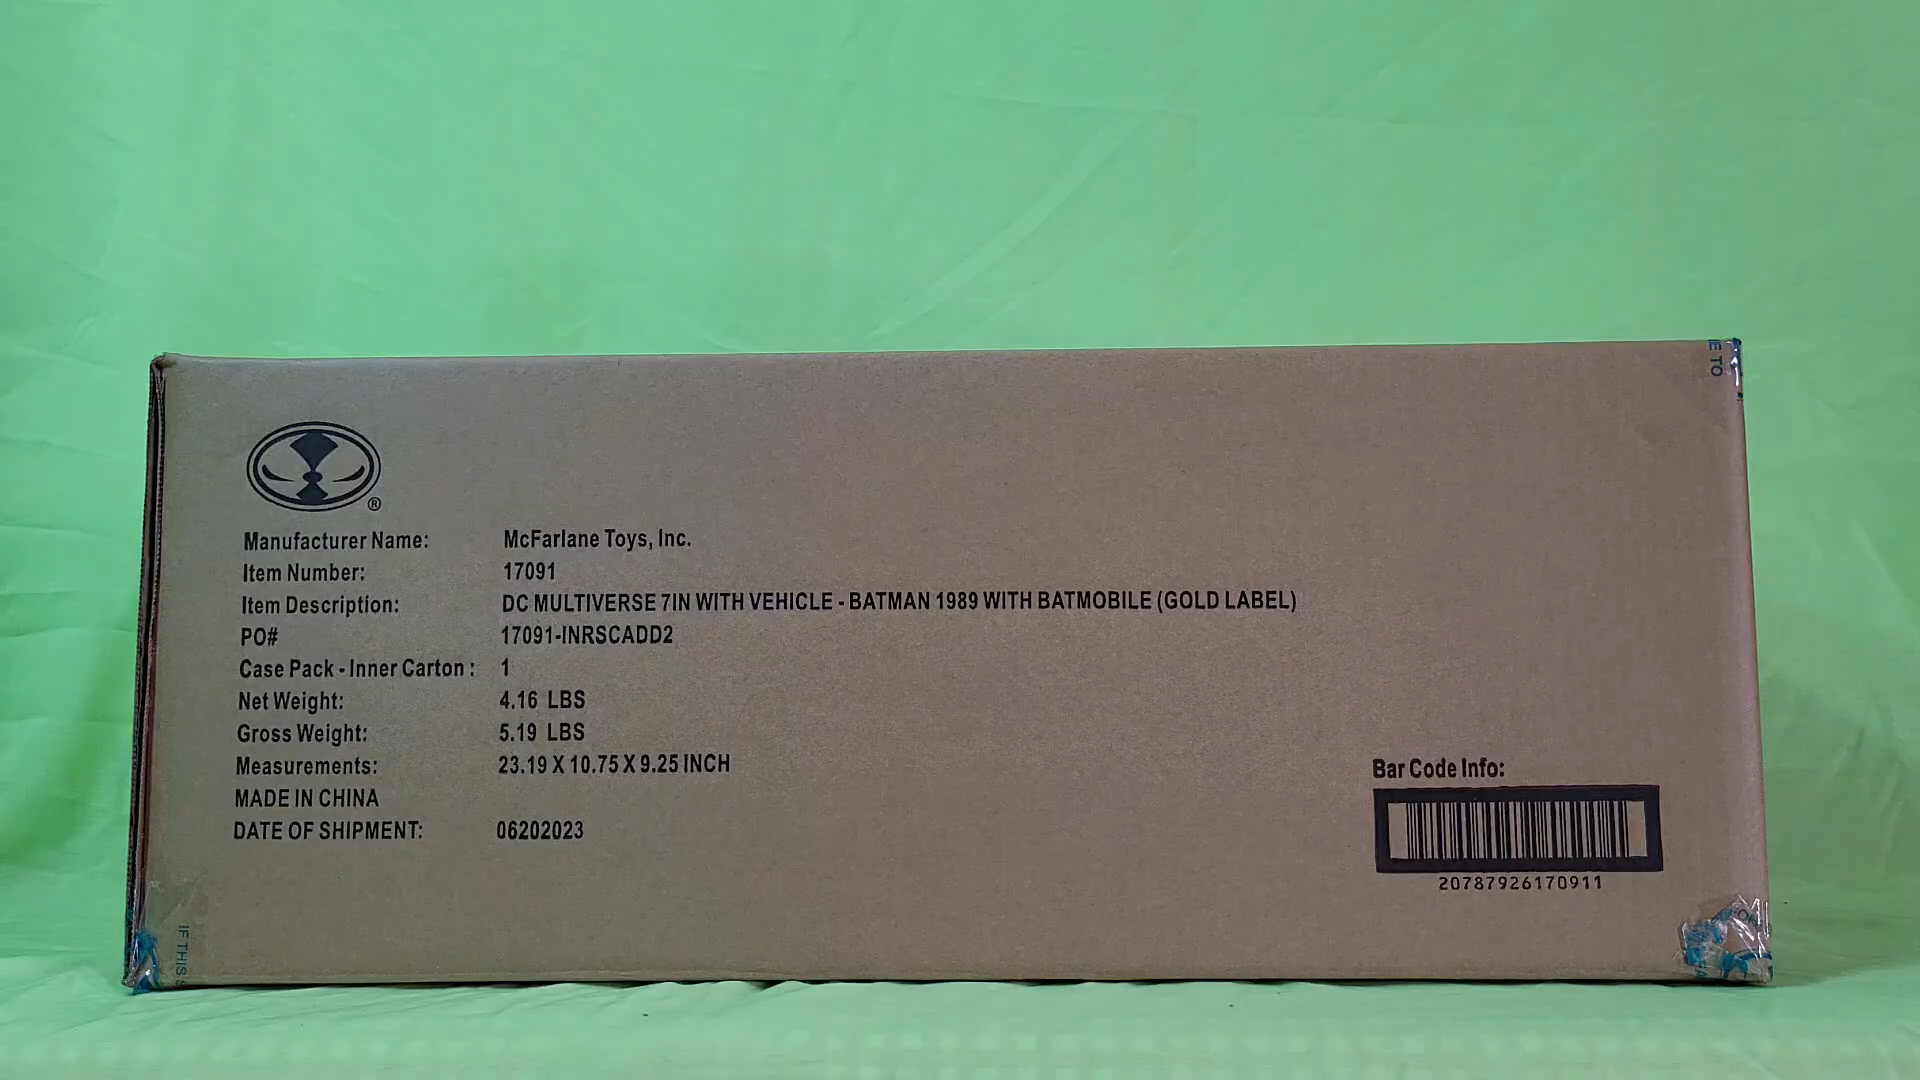 ®
Manufacturer Name: McFarlane Toys, Inc.
Item Number: 17091
Item Description: DC MULTIVERSE 7IN WITH VEHICLE - BATMAN 1989 WITH BATMOBILE (GOLD LABEL)
PO# 17091-INRSCADD2
Case Pack - Inner Carton : 1
Net Weight: 4.16 LBS
Gross Weight: 5.19 LBS
Measurements: 23.19 X 10.75 X 9.25 INCH
MADE IN CHINA
DATE OF SHIPMENT: 06202023
Bar Code Info:
20787926170911
IF THIS
TO